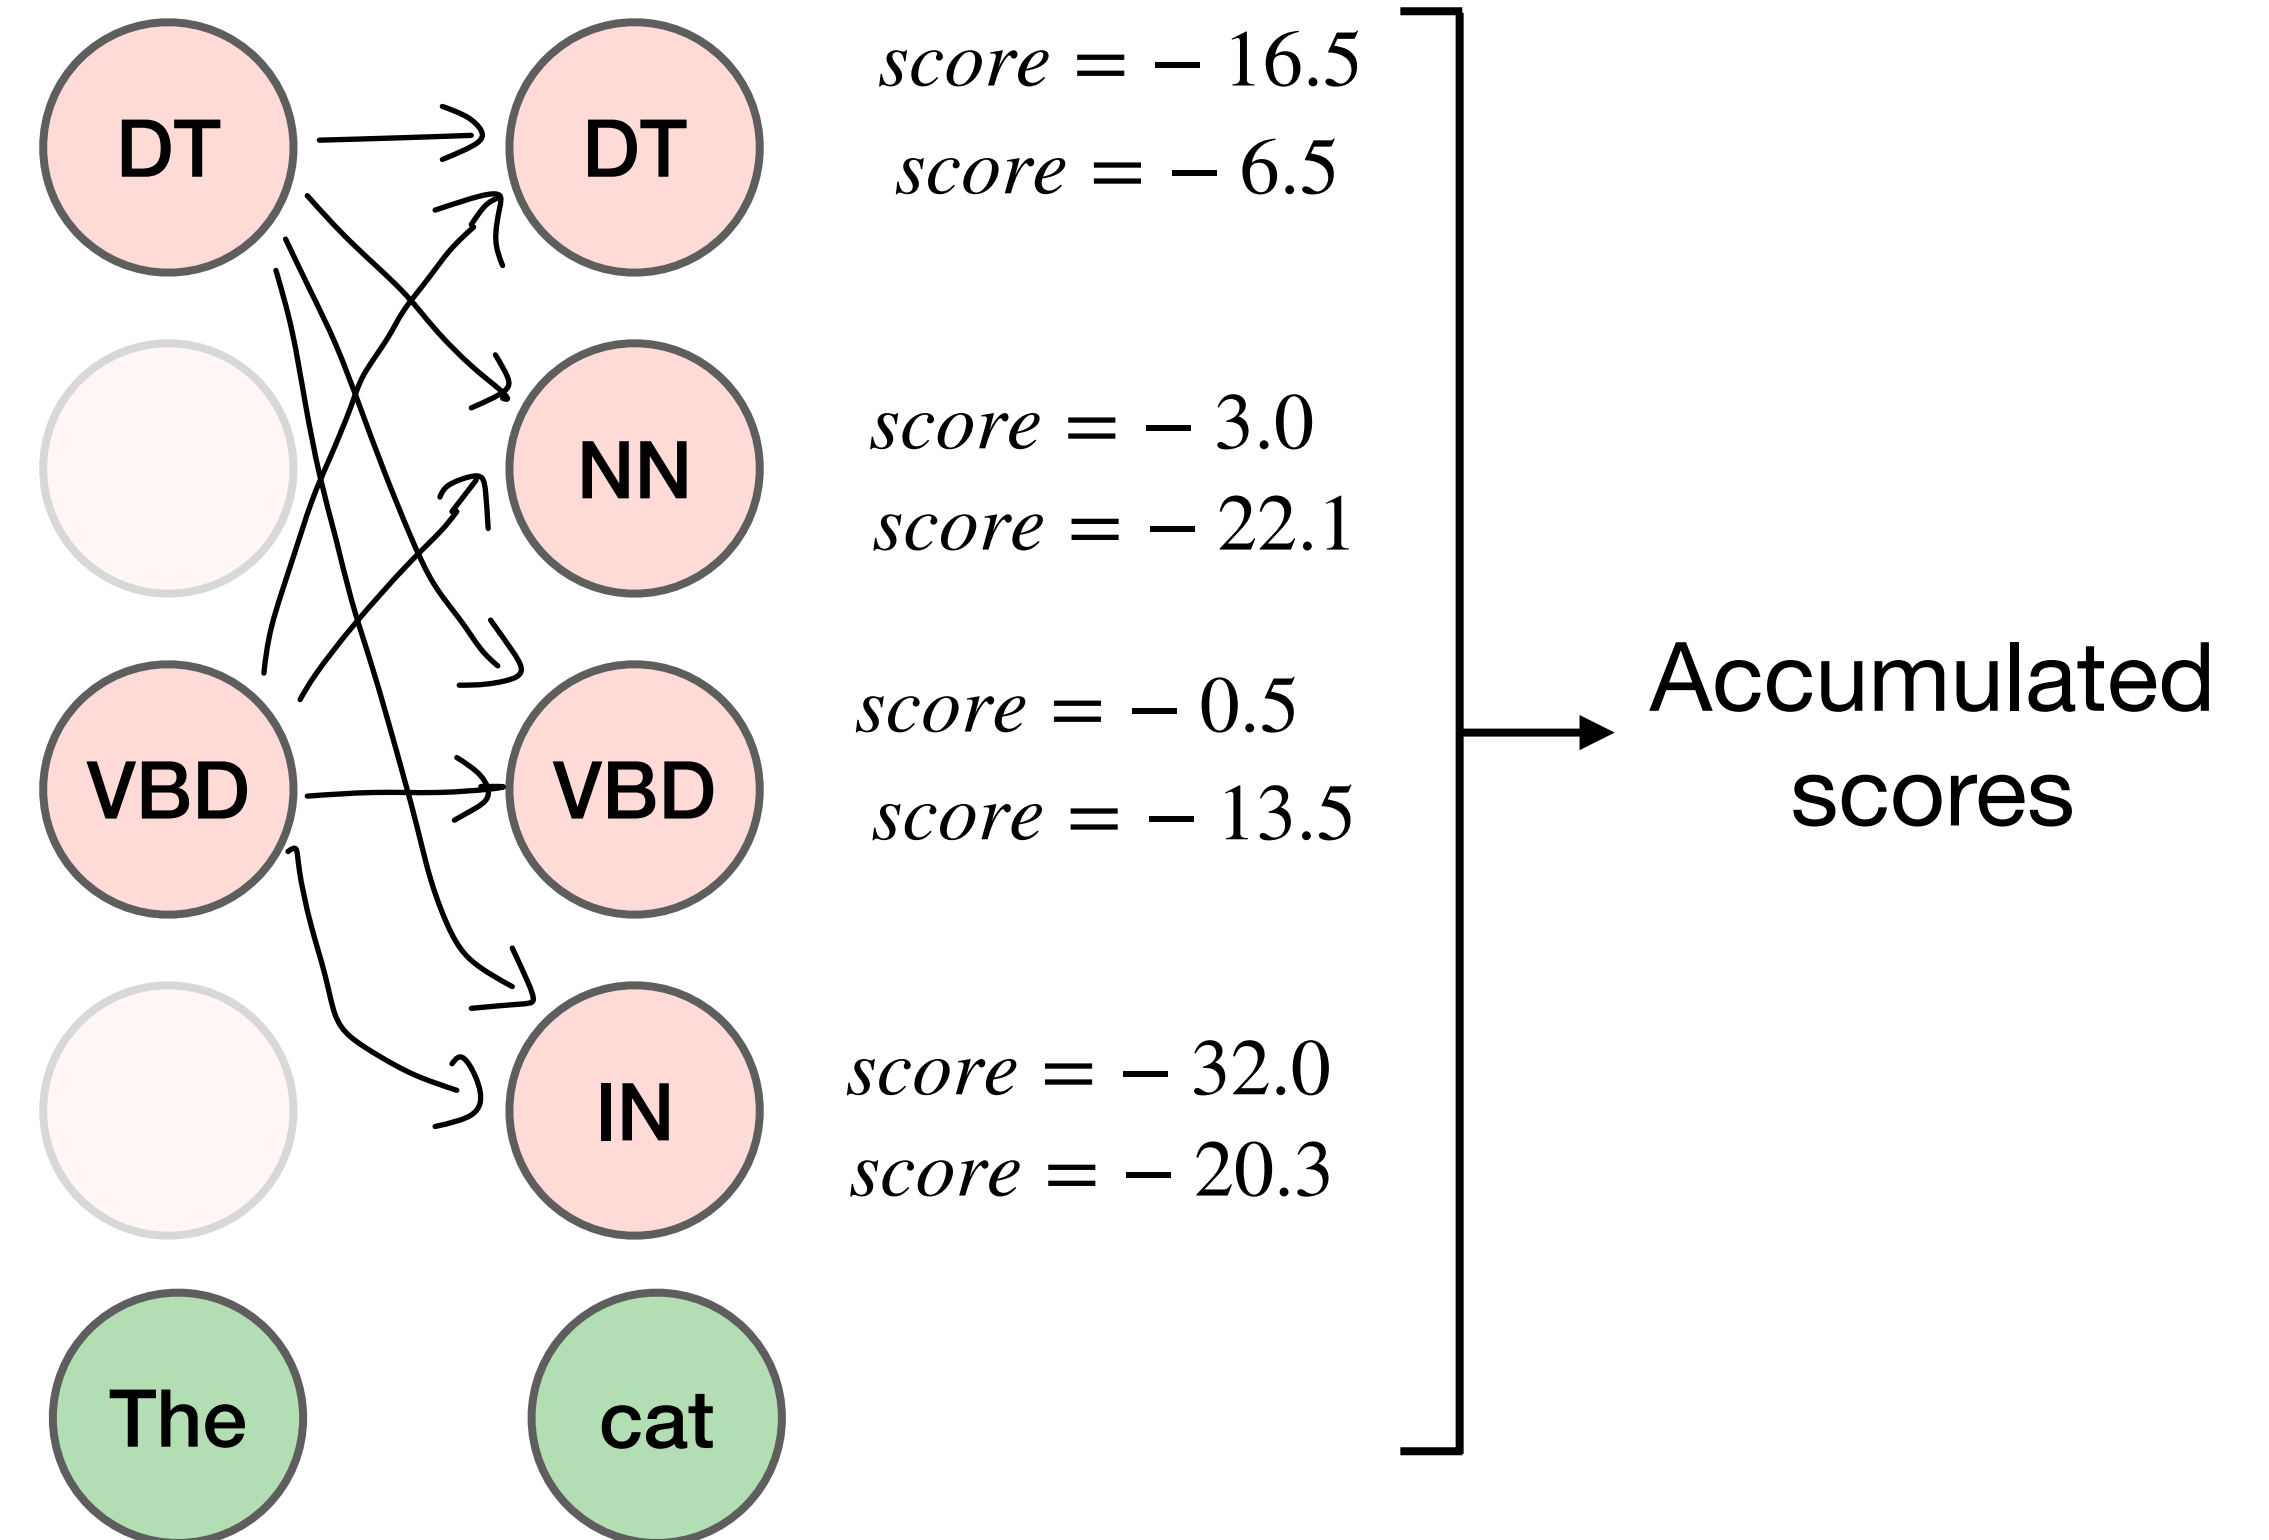 DT
DT
score = − 16.5
score = − 6.5
NN
score = − 3.0
score = − 22.1
VBD
VBD
score = − 0.5
score = − 13.5
Accumulated
scores
IN
score = − 32.0
score = − 20.3
The
cat